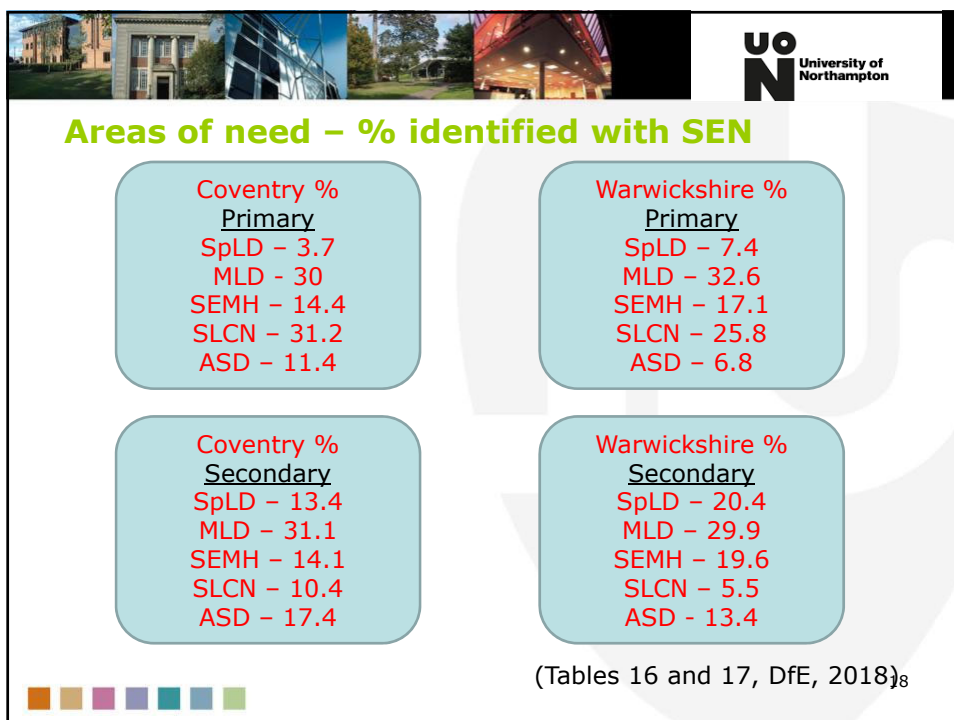 UO
N
University of
Northampton
Areas of need – % identified with SEN
Coventry %
Primary
SpLD – 3.7
MLD - 30
SEMH – 14.4
SLCN – 31.2
ASD – 11.4
Warwickshire %
Primary
SpLD – 7.4
MLD – 32.6
SEMH – 17.1
SLCN – 25.8
ASD – 6.8
Coventry %
Secondary
SpLD – 13.4
MLD – 31.1
SEMH – 14.1
SLCN – 10.4
ASD – 17.4
Warwickshire %
Secondary
SpLD – 20.4
MLD – 29.9
SEMH – 19.6
SLCN – 5.5
ASD - 13.4
(Tables 16 and 17, DfE, 2018)
18